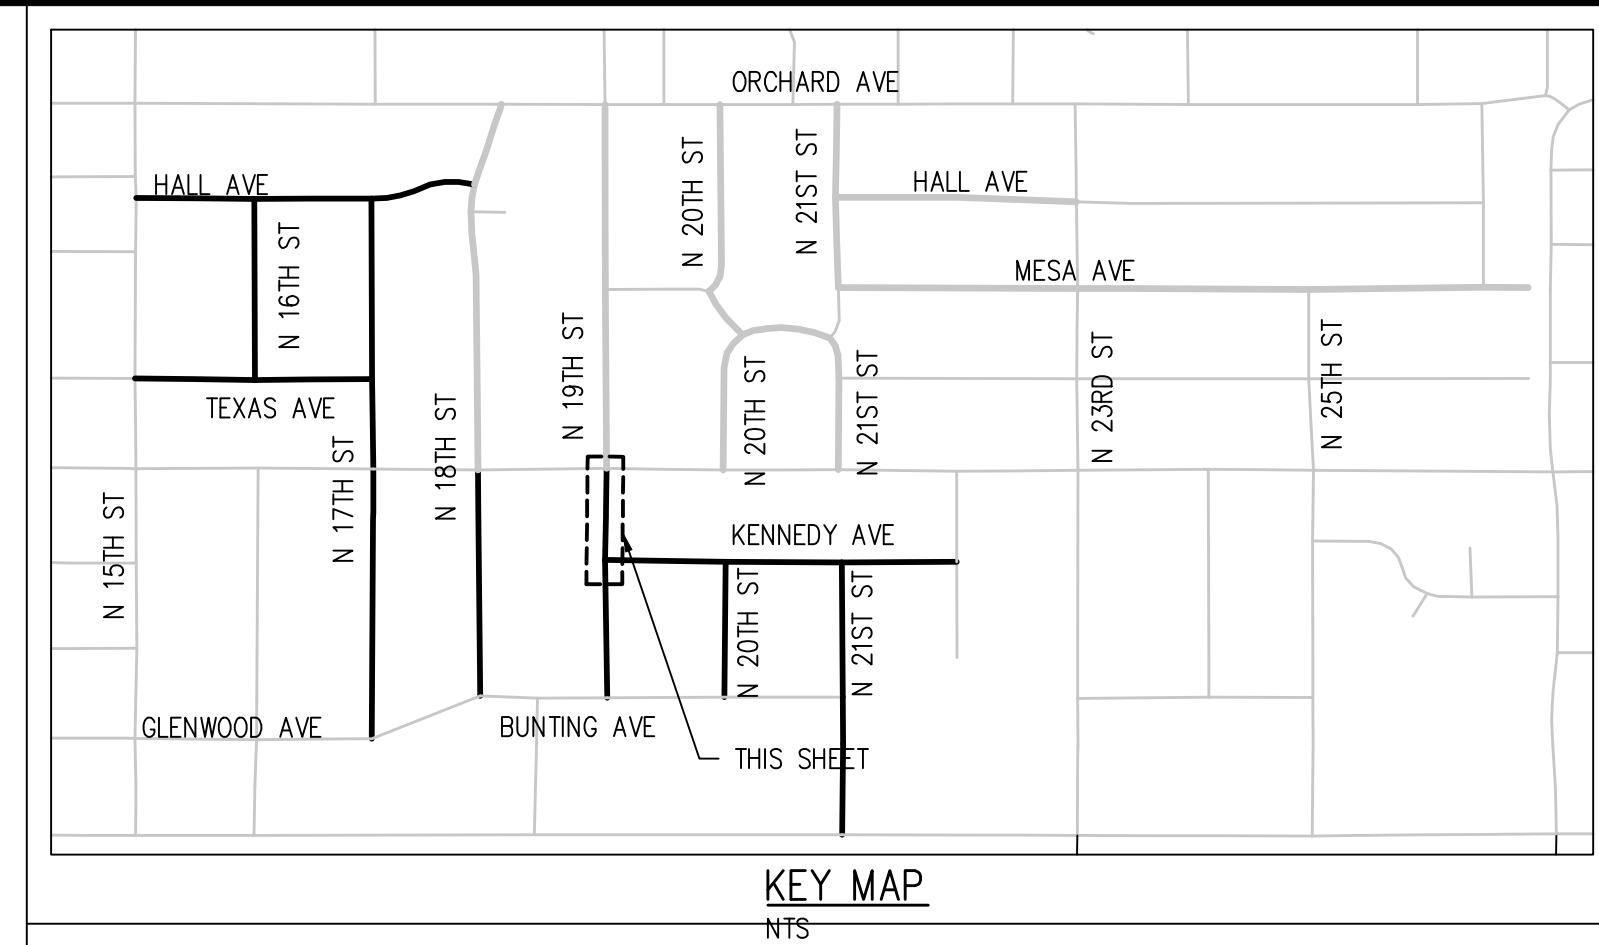 ORCHARD AVE
N 20TH ST
N 21ST ST
HALL AVE
HALL AVE
N 16TH ST
MESA AVE
N 19TH ST
N 25TH ST
N 23RD ST
N 20TH ST
N 21ST ST
TEXAS AVE
N 18TH ST
N 17TH ST
N 15TH ST
KENNEDY AVE
N 20TH ST
N 21ST ST
GLENWOOD AVE
BUNTING AVE
THIS SHEET
KEY MAP
NTS